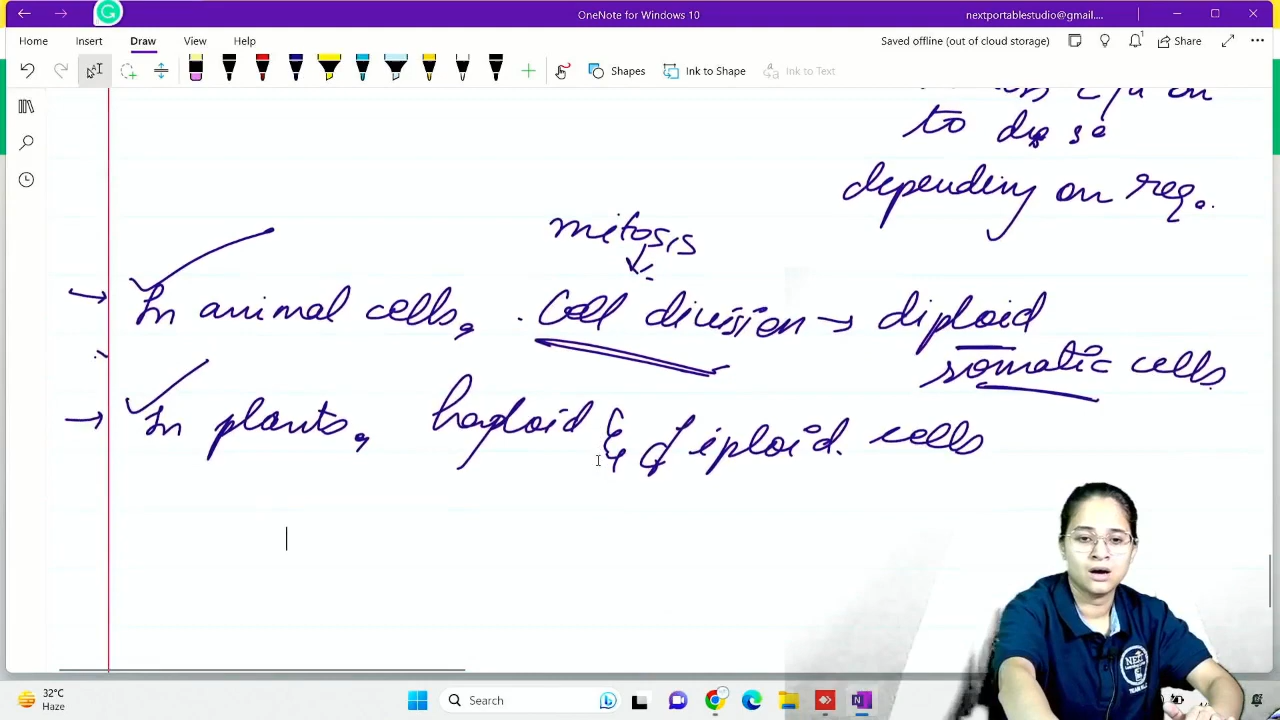 OneNote for Windows 10
nextportablestudio@gmail....
Home Insert Draw View Help
Saved offline (out of cloud storage)
Share
Shapes
Ink to Shape
Ink to Text
to
depending on req.
mitosis
→ In animal cells, Cell division → diploid
somatic cells
→ In plants, haploid & diploid. cells
NEXT
32°C
Haze
Search